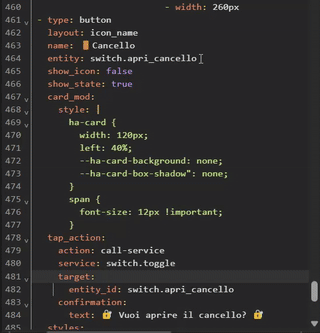 460 - width: 260px
461 - type: button
462 layout: icon_name
463 name: 🚪 Cancello
464 entity: switch.apri_cancello
465 show_icon: false
466 show_state: true
467 card_mod:
468 style: |
469 ha-card {
470 width: 120px;
471 left: 40%;
472 --ha-card-background: none;
473 --ha-card-box-shadow": none;
474 }
475 span {
476 font-size: 12px !important;
477 }
478 tap_action:
479 action: call-service
480 service: switch.toggle
481 target:
482 entity_id: switch.apri_cancello
483 confirmation:
484 text: 🔐 Vuoi aprire il cancello? 🔐
485 styles: